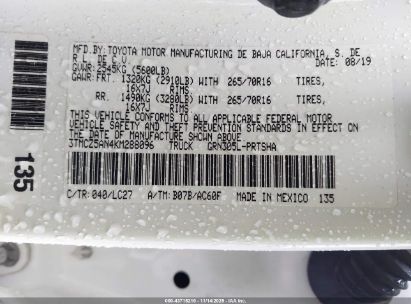 MFD.BY:TOYOTA MOTOR MANUFACTURING DE BAJA CALIFORNIA, S. DE
R L. DE C.V. DATE: 08/19
GVWR: 2545KG (5600LB)
GAWR:FRT. 1320KG (2910LB)WITH 265/70R16 TIRES,
16X7J RIMS
RR. 1490KG (3280LB)WITH 265/70R16 TIRES,
16X7J RIMS
THIS VEHICLE CONFORMS TO ALL APPLICABLE FEDERAL MOTOR
VEHICLE SAFETY AND THEFT PREVENTION STANDARDS IN EFFECT ON
THE DATE OF MANUFACTURE SHOWN ABOVE.
3TMCZ5AN4KM288096 TRUCK GRN305L-PRTSHA
C/TR: 040/LC27 A/TM: B07B/AC60F MADE IN MEXICO 135
135